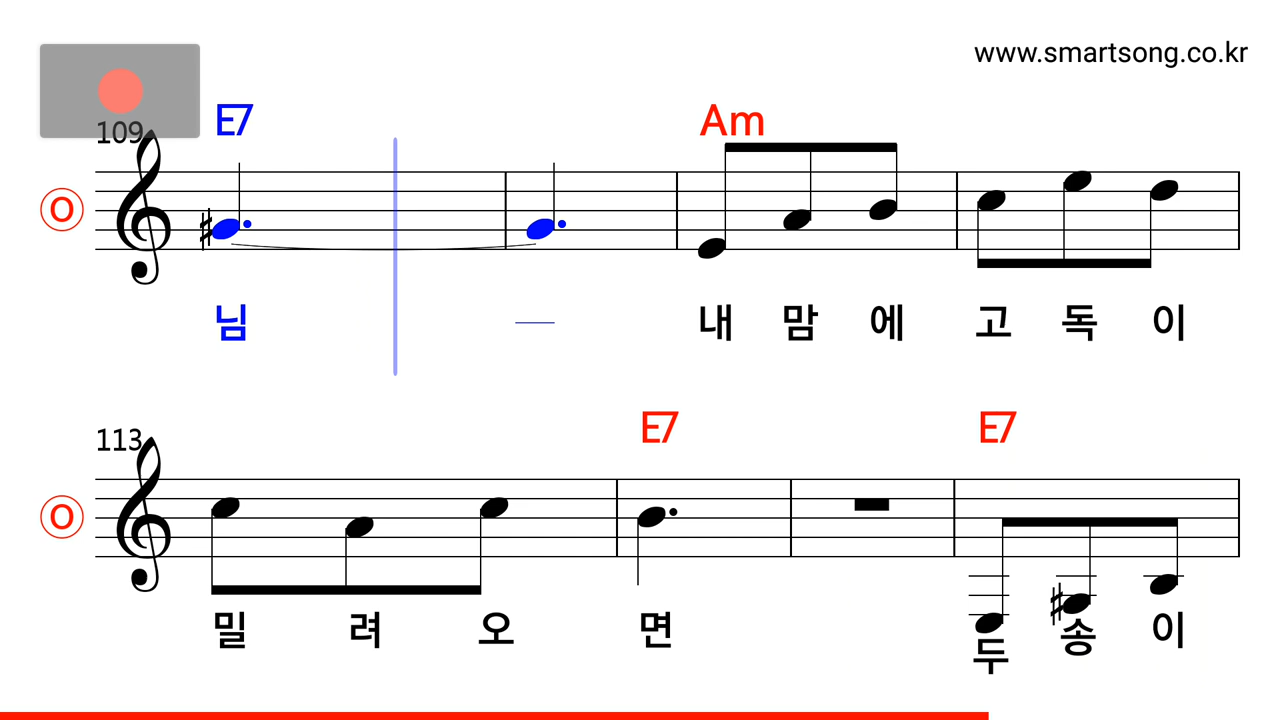 www.smartsong.co.kr
109 E7 Am
O
님 — 내 맘 에 고 독 이
113 E7 E7
O
밀 려 오 면 두 송 이